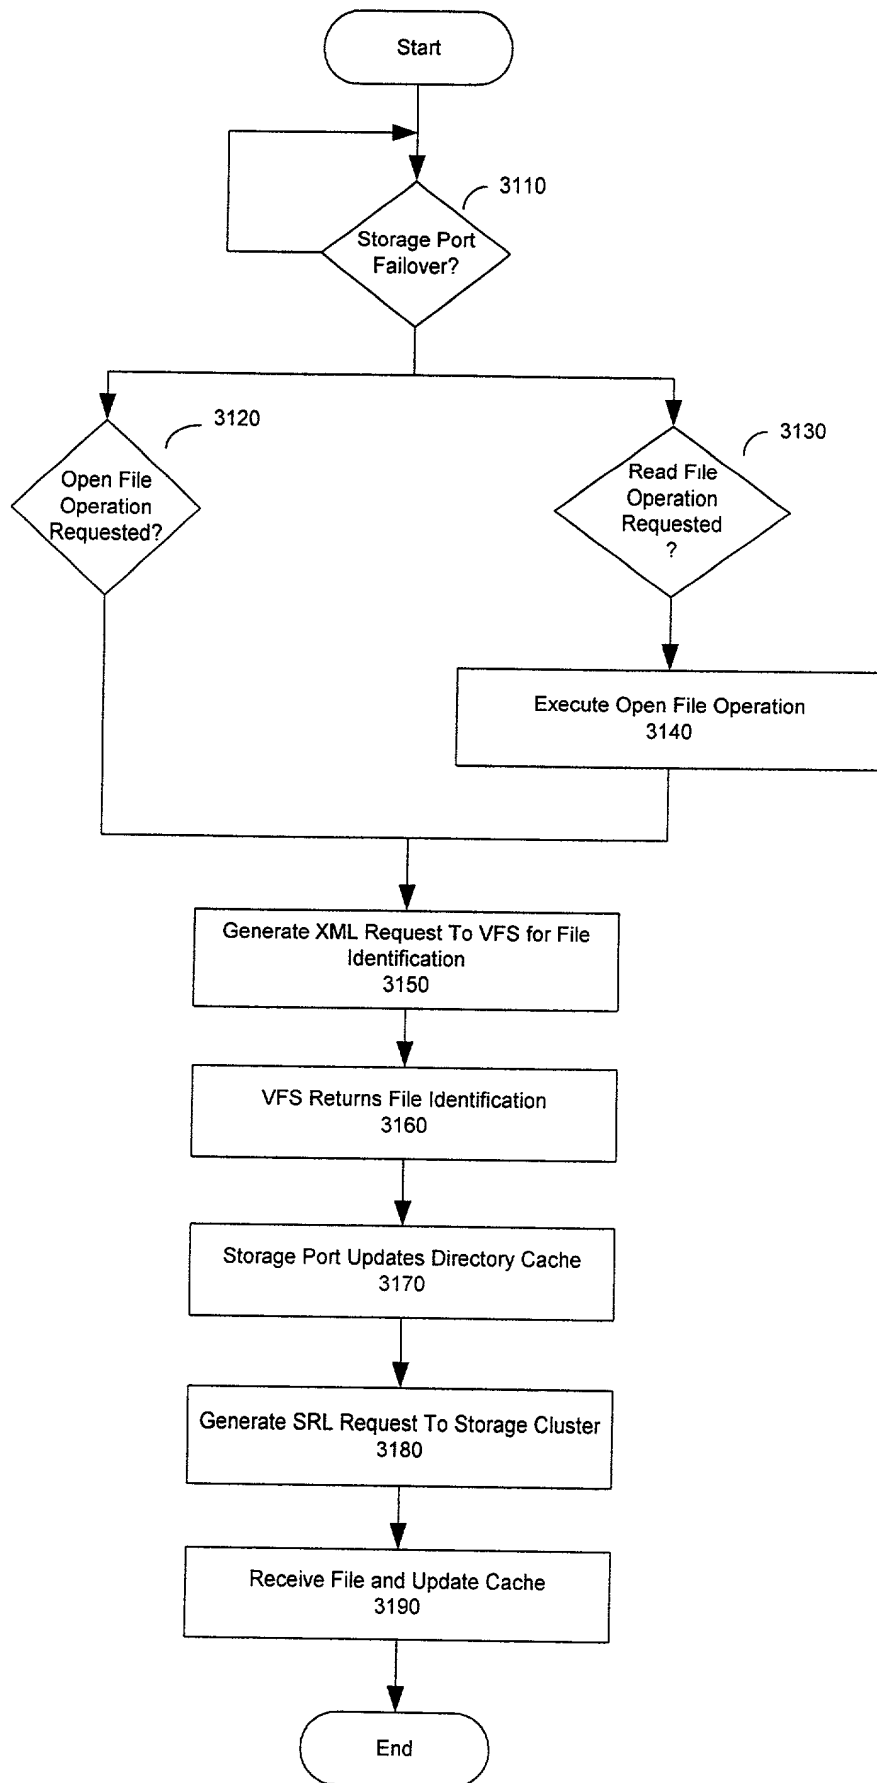 Start
3110
Storage Port
Failover?
3120
3130
Open File
Operation
Requested?
Read File
Operation
Requested
?
Execute Open File Operation
3140
Generate XML Request To VFS for File
Identification
3150
VFS Returns File Identification
3160
Storage Port Updates Directory Cache
3170
Generate SRL Request To Storage Cluster
3180
Receive File and Update Cache
3190
End